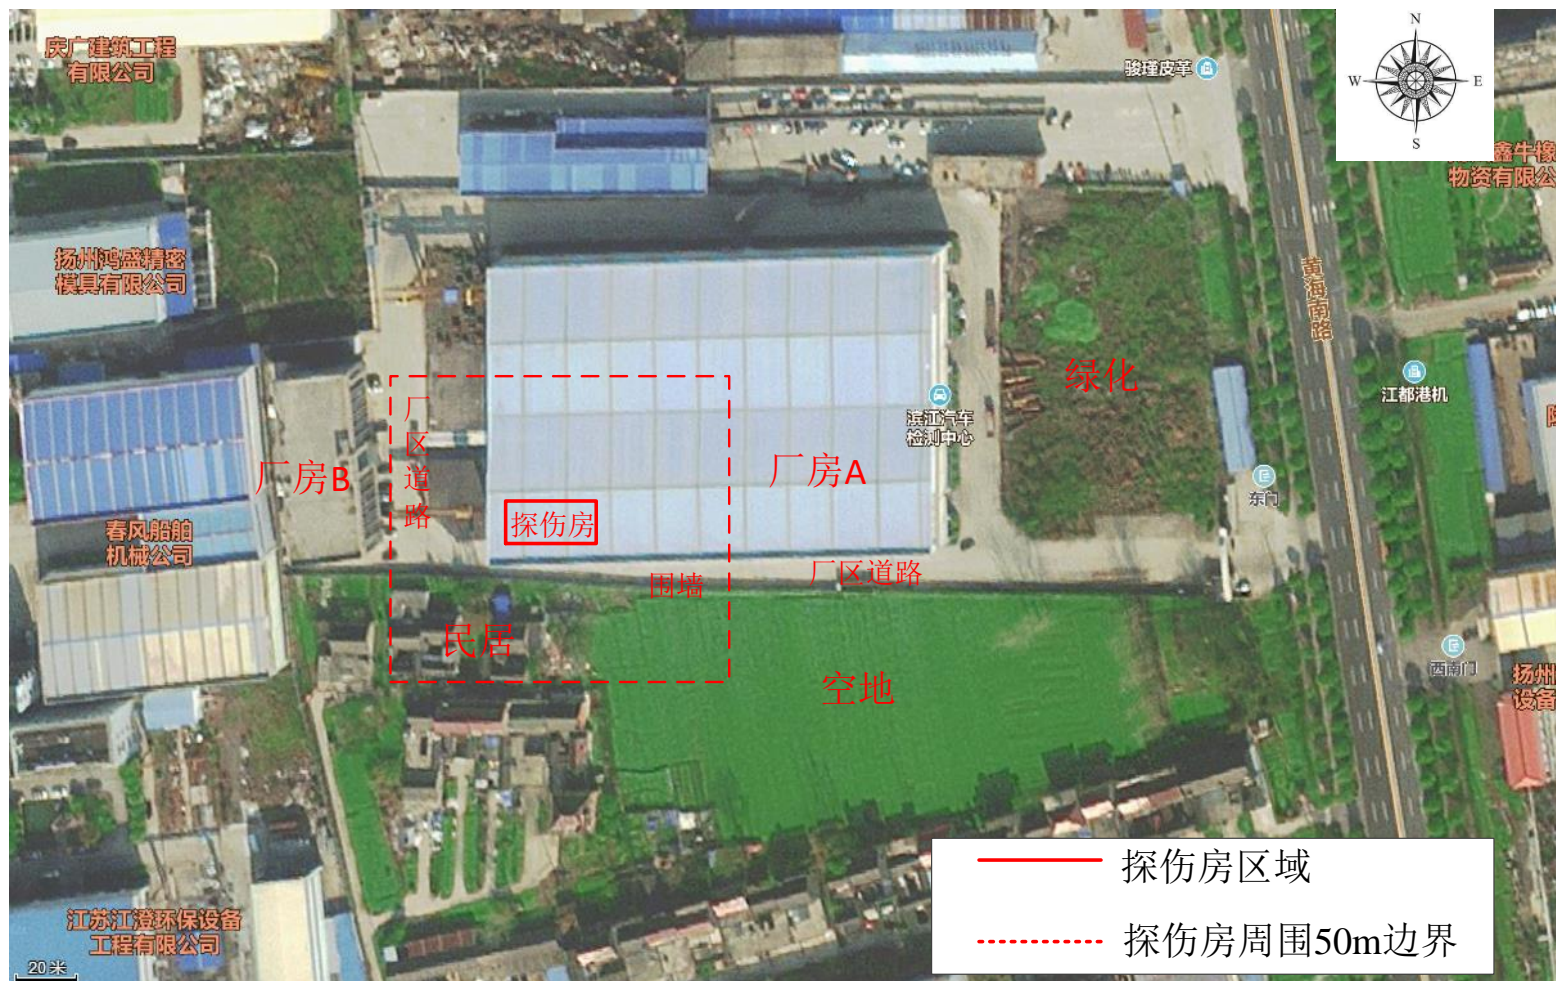 庆广建筑工程
有限公司
骏瑾皮革
N
W
E
S
鑫牛橡
物资有限公
扬州鸿盛精密
模具有限公司
黄海南路
绿化
江都港机
厂区道路
滨江汽车
检测中心
厂房B
厂房A
东门
探伤房
春风船舶
机械公司
厂区道路
围墙
民居
西南门
空地
扬州
设备
探伤房区域
探伤房周围50m边界
江苏江澄环保设备
工程有限公司
20米